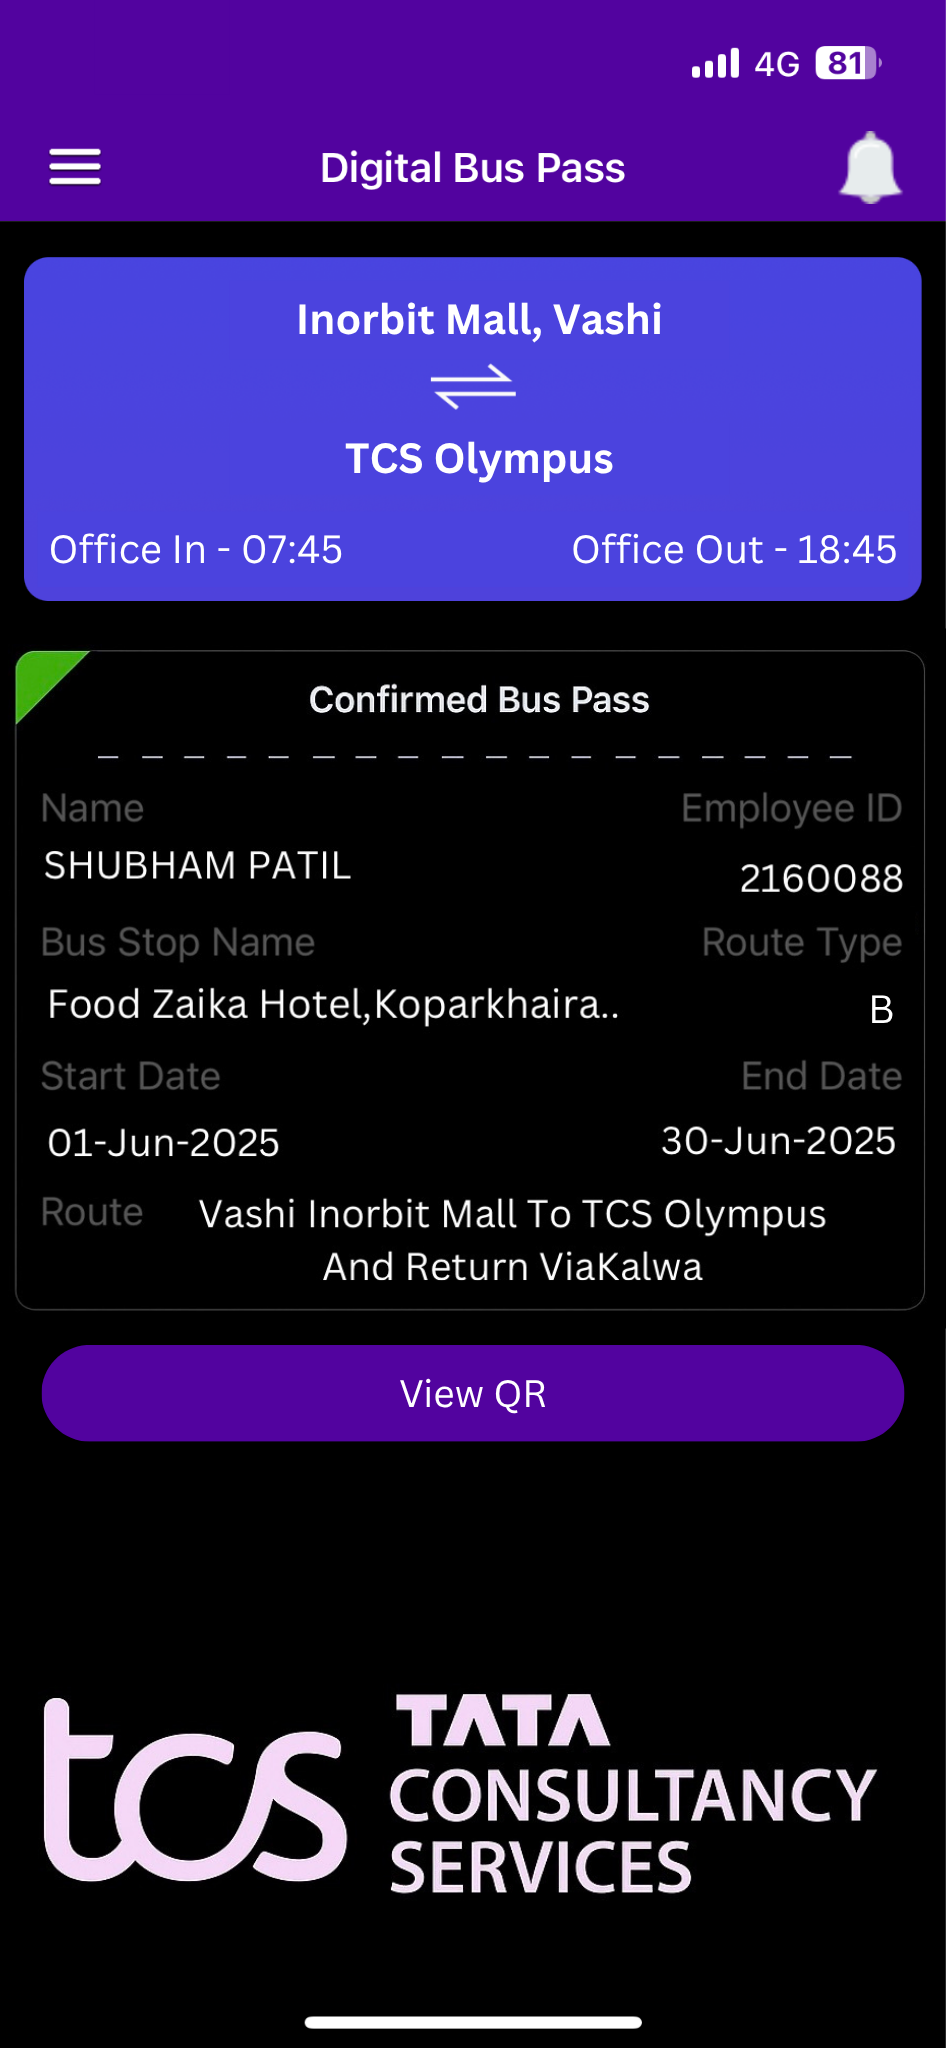 4G 81
Digital Bus Pass
Inorbit Mall, Vashi
TCS Olympus
Office In - 07:45 Office Out - 18:45
Confirmed Bus Pass
Name Employee ID
SHUBHAM PATIL 2160088
Bus Stop Name Route Type
Food Zaika Hotel,Koparkhaira.. B
Start Date End Date
01-Jun-2025 30-Jun-2025
Route Vashi Inorbit Mall To TCS Olympus
And Return ViaKalwa
View QR
tcs TATA
CONSULTANCY
SERVICES